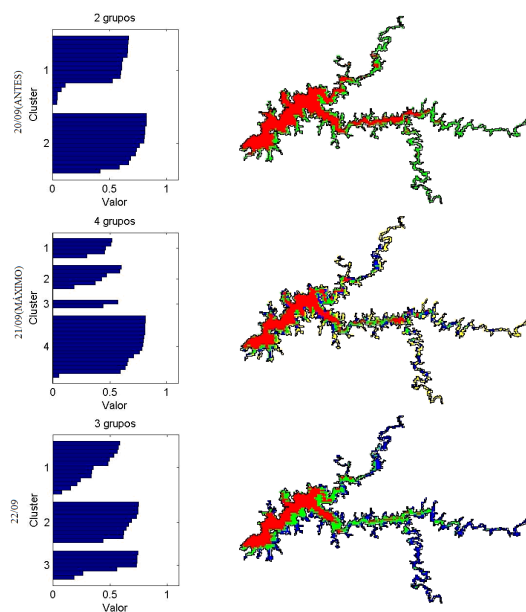 2 grupos
20/09(ANTES)
Cluster
1
2
0
0.5
1
Valor
4 grupos
21/09(MÁXIMO)
Cluster
1
2
3
4
0
0.5
1
Valor
3 grupos
22/09
Cluster
1
2
3
0
0.5
1
Valor